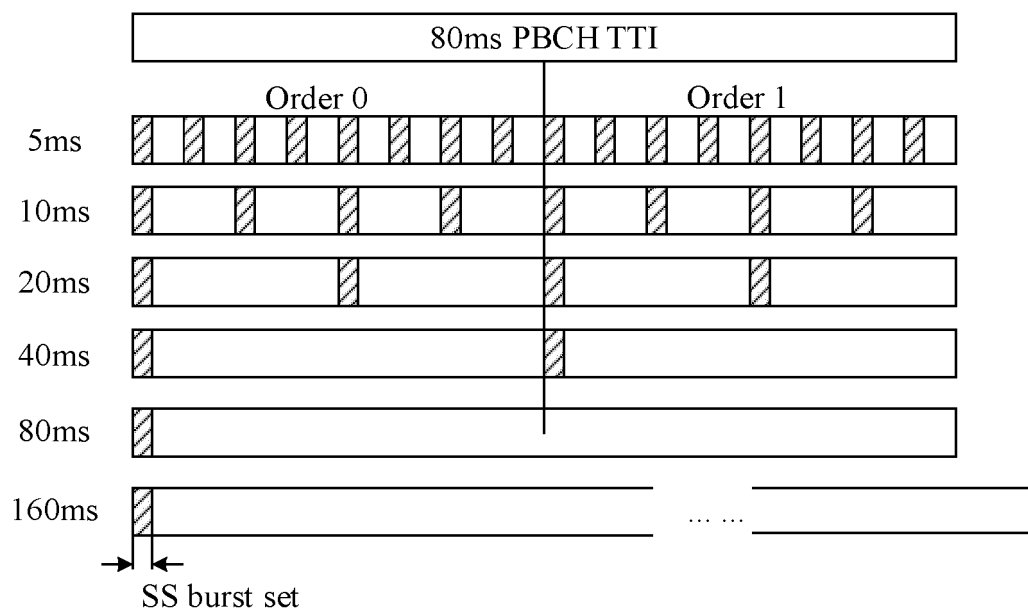 80ms PBCH TTI
Order 0 Order 1
5ms
10ms
20ms
40ms
80ms
160ms
... ...
SS burst set